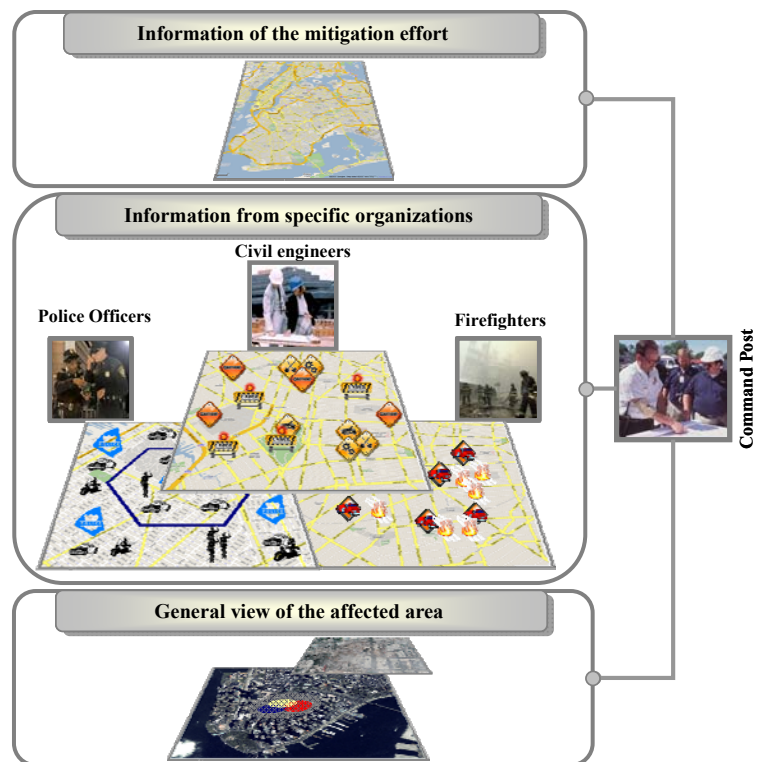 Information of the mitigation effort
Information from specific organizations
Civil engineers
Police Officers
Firefighters
Command Post
General view of the affected area